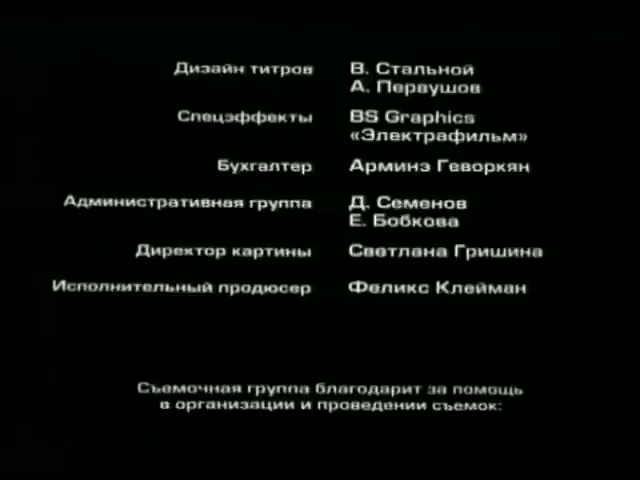 Дизайн титров В. Стальной
А. Первушов
Спецэффекты BS Graphics
«Электрафильм»
Бухгалтер Арминэ Геворкян
Административная группа Д. Семенов
Е. Бобкова
Директор картины Светлана Гришина
Исполнительный продюсер Феликс Клейман
Съемочная группа благодарит за помощь
в организации и проведении съемок: